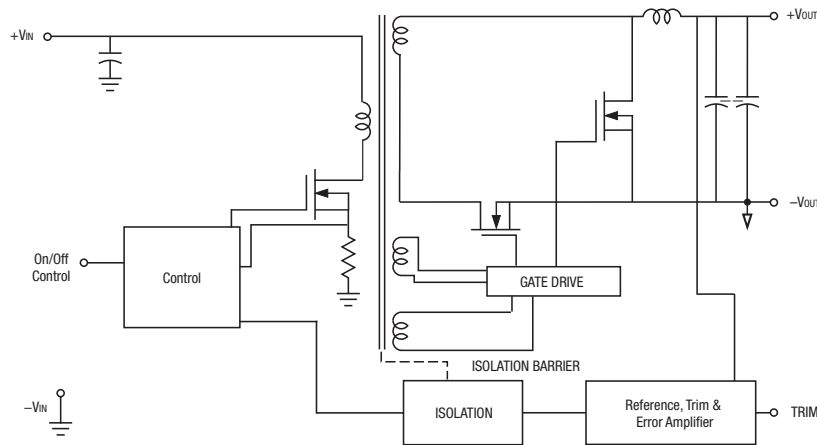 +VIN
+VOUT
−VOUT
On/Off
Control
Control
GATE DRIVE
ISOLATION BARRIER
−VIN
ISOLATION
Reference, Trim &
Error Amplifier
TRIM